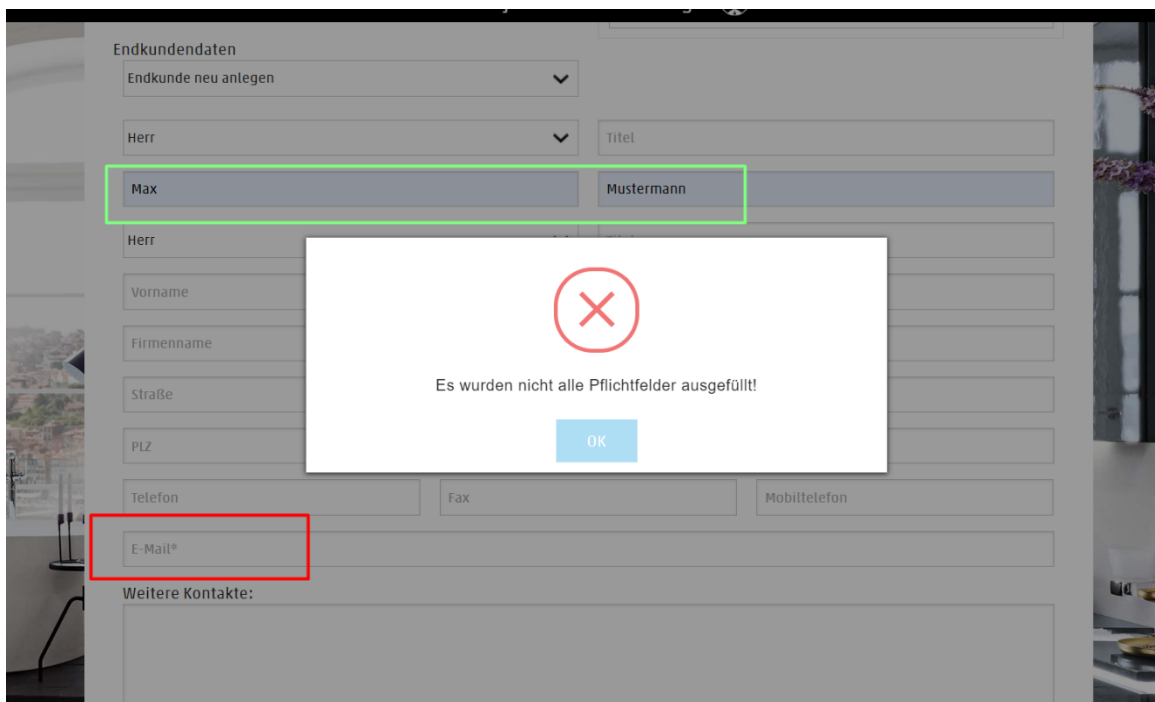 Endkundendaten
Endkunde neu anlegen
Herr
Titel
Max
Mustermann
Herr
Vorname
Firmenname
Es wurden nicht alle Pflichtfelder ausgefüllt!
Straße
OK
PLZ
Telefon
Fax
Mobiltelefon
E-Mail*
Weitere Kontakte: